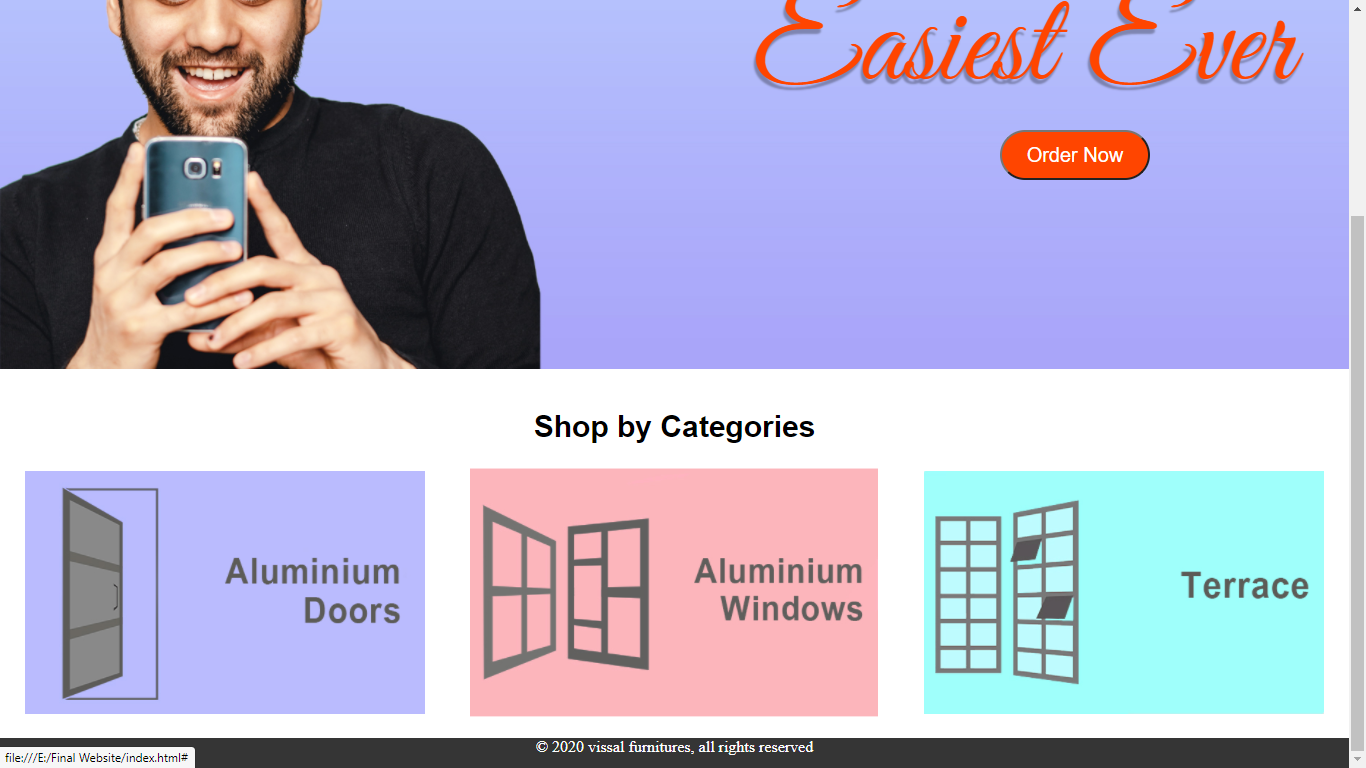 Easiest Ever
Order Now
Shop by Categories
Aluminium
Doors
Aluminium
Windows
Terrace
© 2020 vissal furnitures, all rights reserved
file:///E:/Final Website/index.html#